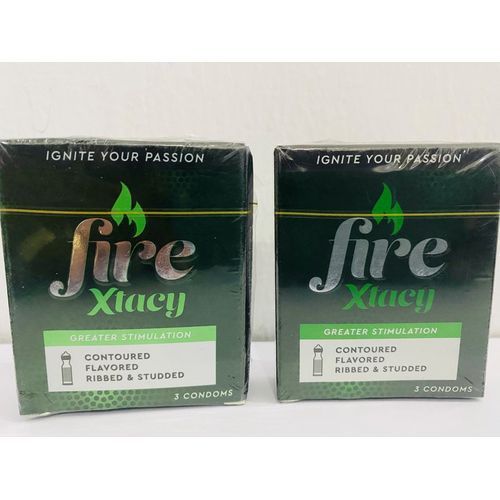 IGNITE YOUR PASSION
fire
Xtacy
GREATER STIMULATION
CONTOURED
FLAVORED
RIBBED & STUDDED
3 CONDOMS
IGNITE YOUR PASSION
fire
Xtacy
GREATER STIMULATION
CONTOURED
FLAVORED
RIBBED & STUDDED
3 CONDOMS